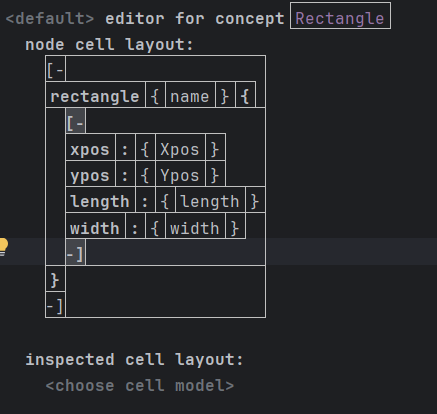 <default> editor for concept Rectangle
node cell layout:
[-
rectangle { name } {
[-
xpos : { Xpos }
ypos : { Ypos }
length : { length }
width : { width }
-]
}
-]
inspected cell layout:
<choose cell model>